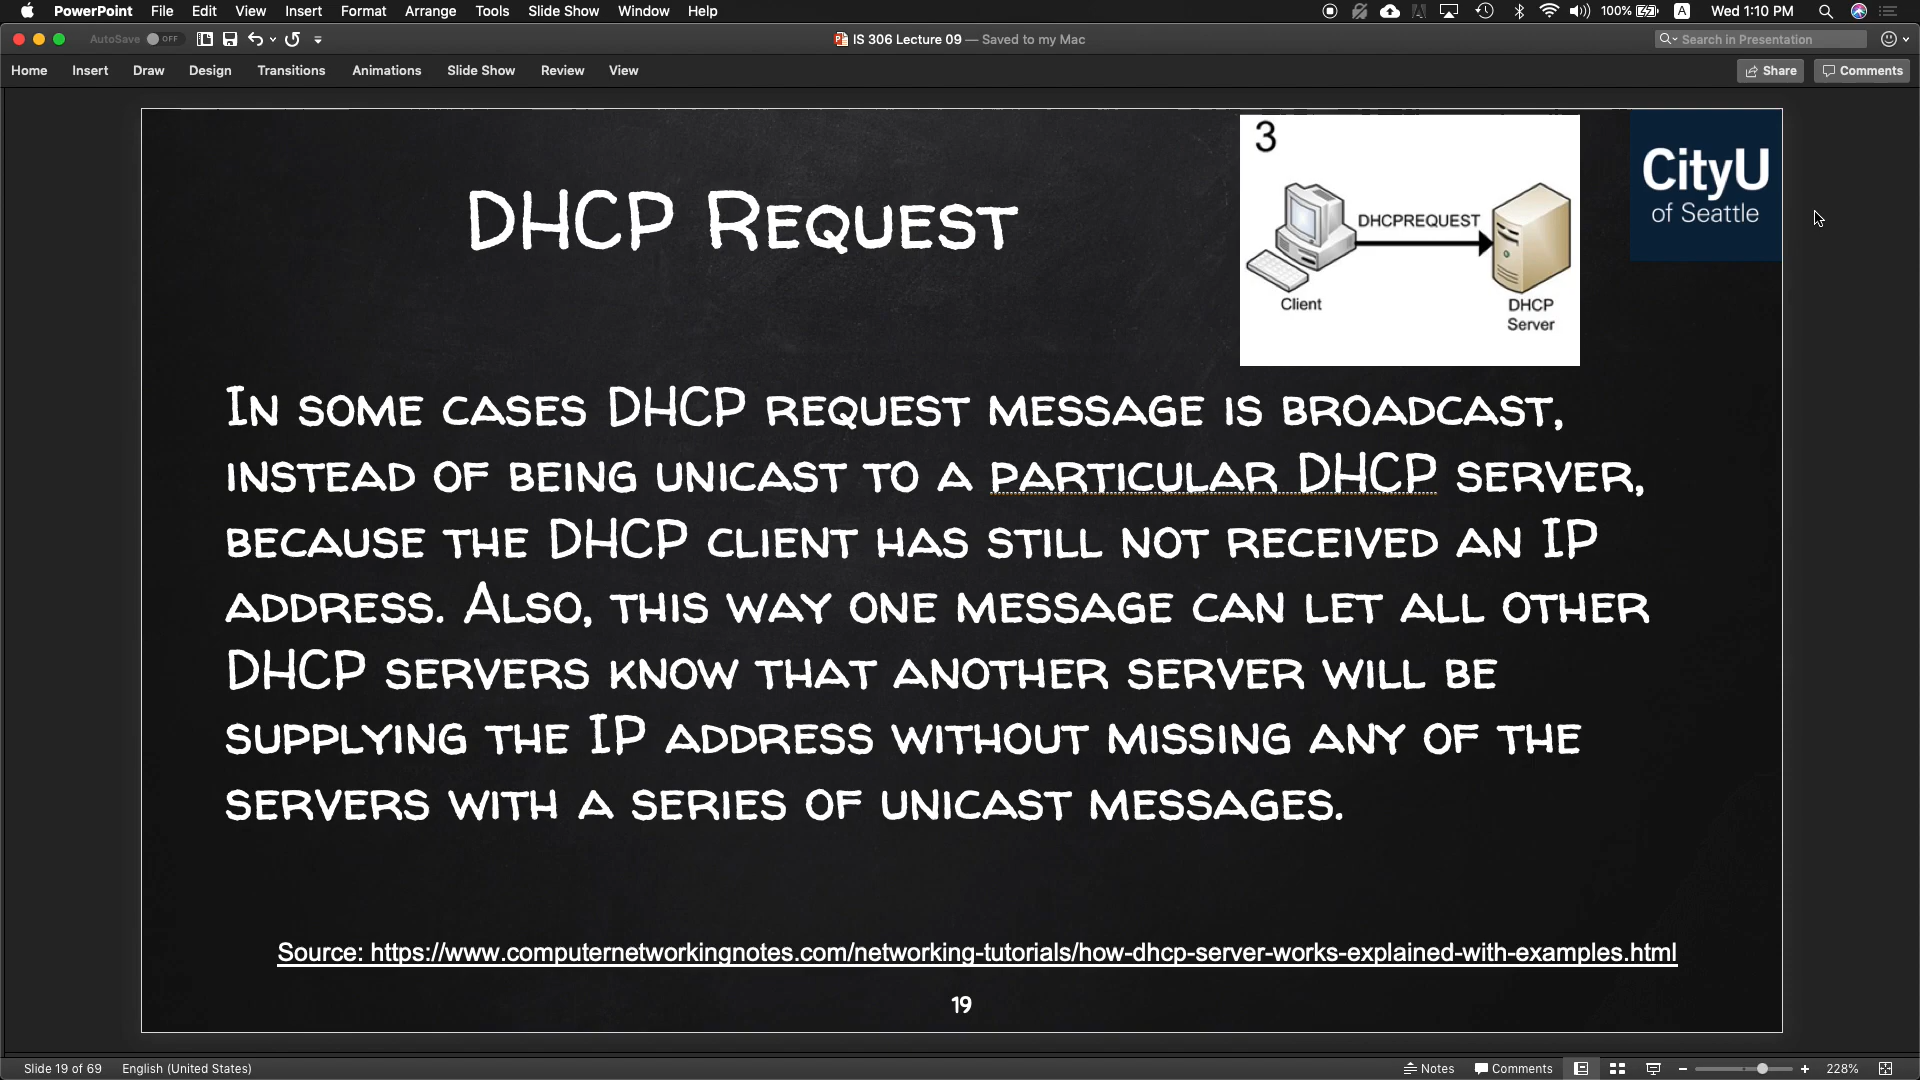 PowerPoint File Edit View Insert Format Arrange Tools Slide Show Window Help 100% A Wed 1:10 PM
AutoSave OFF IS 306 Lecture 09 — Saved to my Mac Search in Presentation
Home Insert Draw Design Transitions Animations Slide Show Review View Share Comments
3
DHCPREQUEST
Client
DHCP
Server
CityU
of Seattle
DHCP Request
In some cases DHCP request message is broadcast,
instead of being unicast to a particular DHCP server,
because the DHCP client has still not received an IP
address. Also, this way one message can let all other
DHCP servers know that another server will be
supplying the IP address without missing any of the
servers with a series of unicast messages.
Source: https://www.computernetworkingnotes.com/networking-tutorials/how-dhcp-server-works-explained-with-examples.html
19
Slide 19 of 69 English (United States) Notes Comments 228%